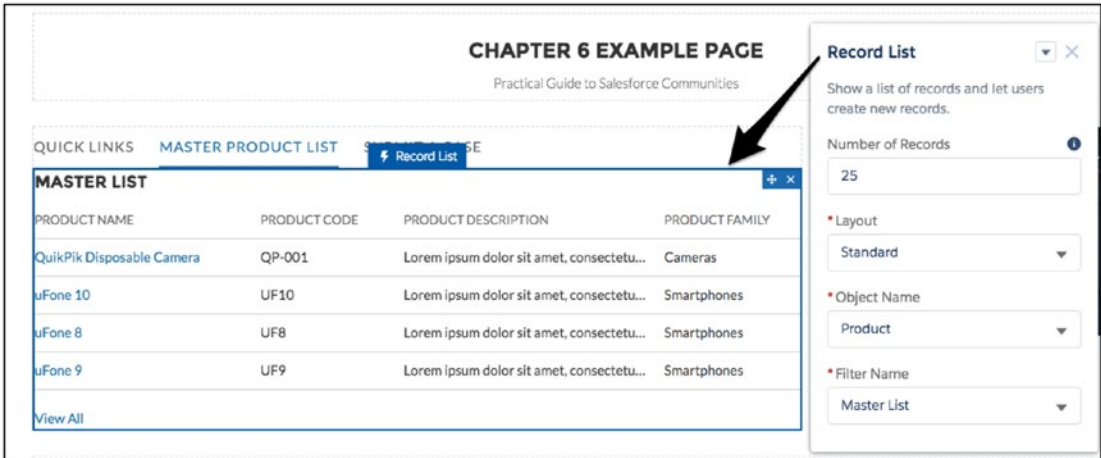 CHAPTER 6 EXAMPLE PAGE
Practical Guide to Salesforce Communities
QUICK LINKS MASTER PRODUCT LIST
Record List
MASTER LIST
PRODUCT NAME PRODUCT CODE PRODUCT DESCRIPTION PRODUCT FAMILY
QuikPik Disposable Camera QP-001 Lorem ipsum dolor sit amet, consectetu... Cameras
uFone 10 UF10 Lorem ipsum dolor sit amet, consectetu... Smartphones
uFone 8 UF8 Lorem ipsum dolor sit amet, consectetu... Smartphones
uFone 9 UF9 Lorem ipsum dolor sit amet, consectetu... Smartphones
View All
Record List
Show a list of records and let users
create new records.
Number of Records
25
*Layout
Standard
*Object Name
Product
*Filter Name
Master List